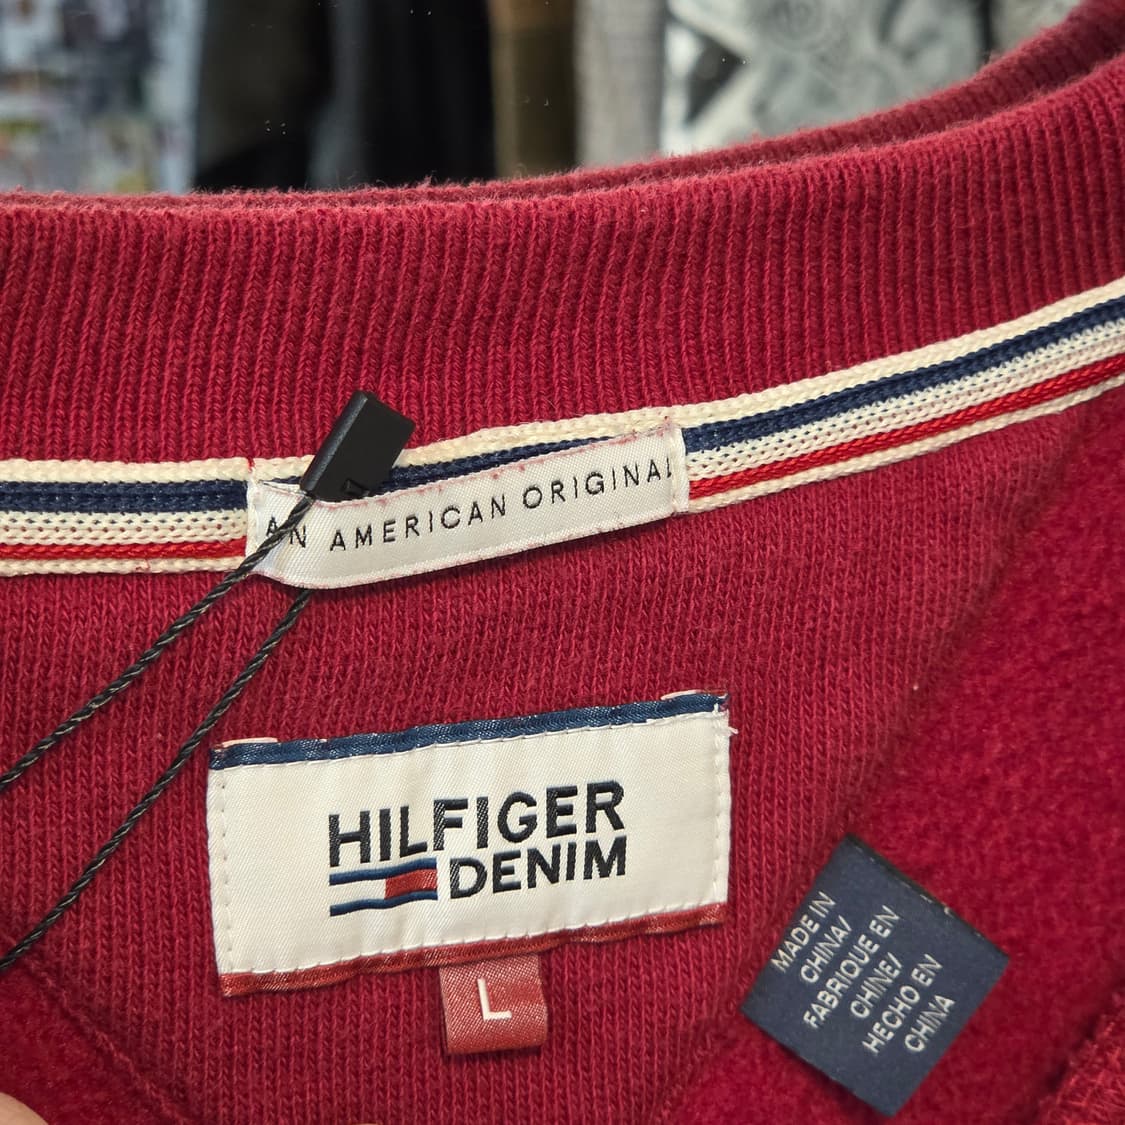 AN AMERICAN ORIGINAL
HILFIGER
DENIM
L
MADE IN
CHINA/
FABRIQUE EN
CHINE/
HECHO EN
CHINA